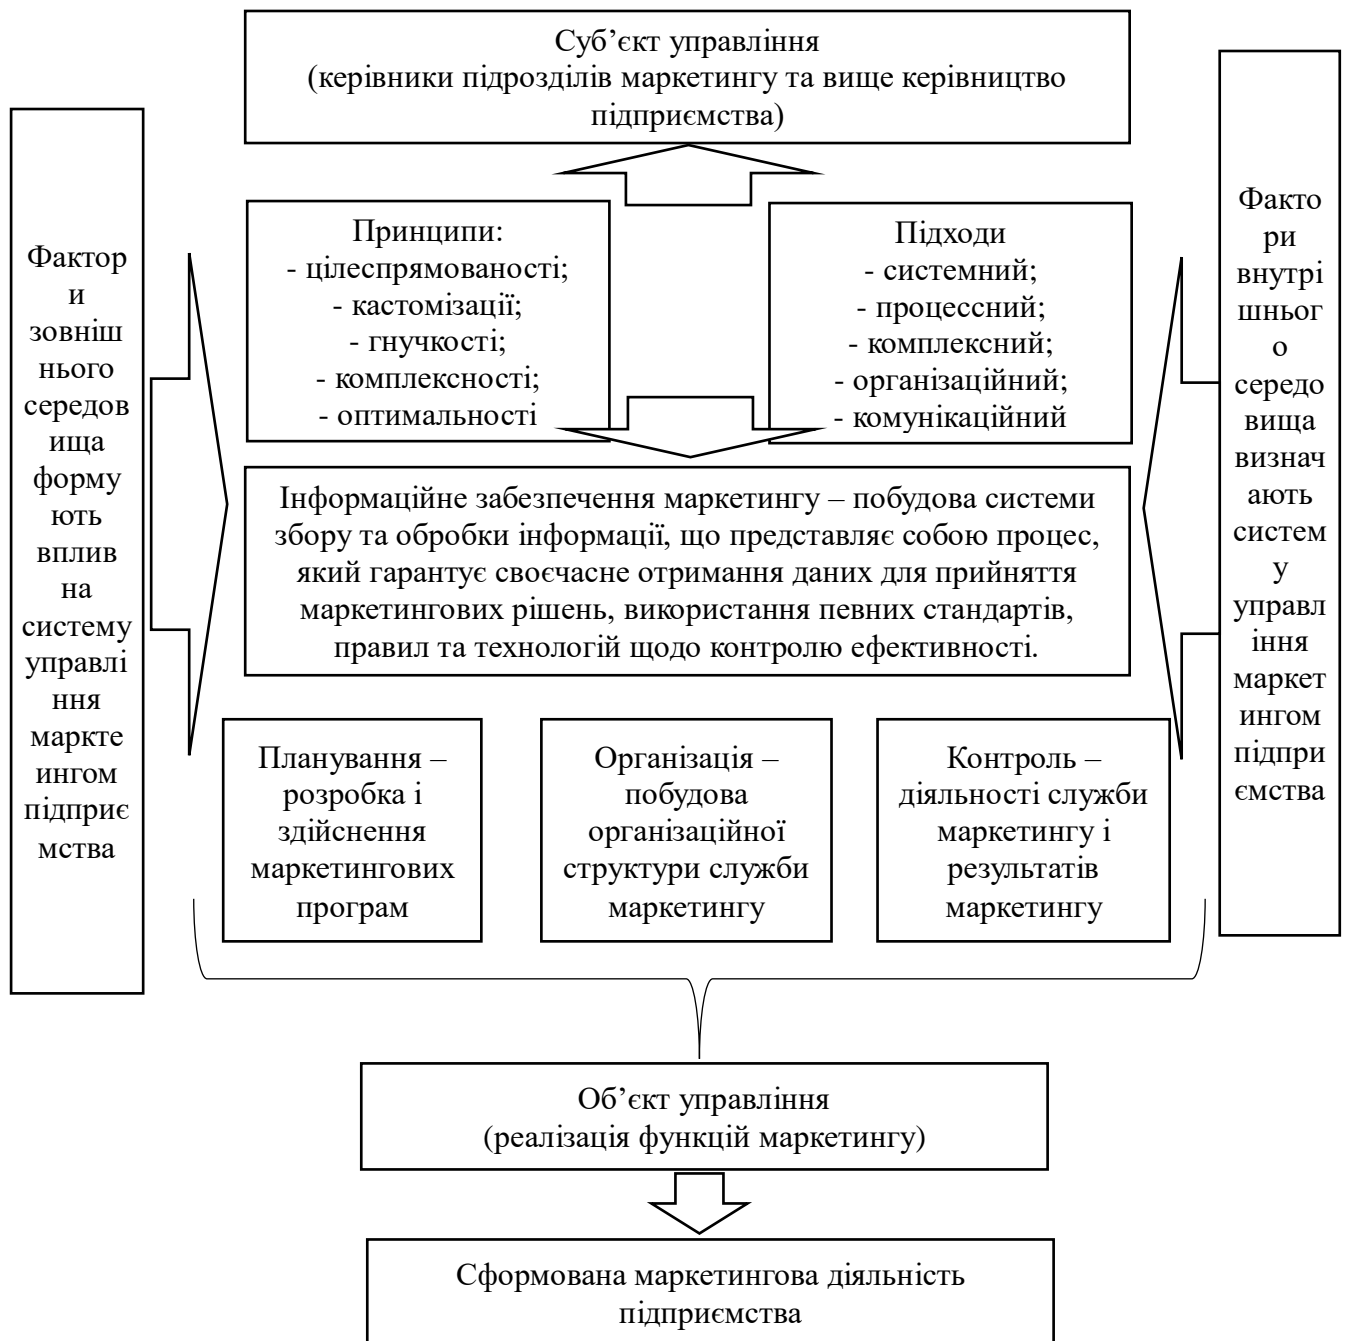 Суб’єкт управління
(керівники підрозділів маркетингу та вище керівництво
підприємства)
Фактор
и
зовніш
нього
середов
ища
форму
ють
вплив
на
систему
управлі
ння
маркте
ингом
підприє
мства
Принципи:
- цілеспрямованості;
- кастомізації;
- гнучкості;
- комплексності;
- оптимальності
Підходи
- системний;
- процессний;
- комплексний;
- організаційний;
- комунікаційний
Факто
ри
внутрі
шньог
о
середо
вища
визнач
ають
систем
у
управл
іння
маркет
ингом
підпри
ємства
Інформаційне забезпечення маркетингу – побудова системи
збору та обробки інформації, що представляє собою процес,
який гарантує своєчасне отримання даних для прийняття
маркетингових рішень, використання певних стандартів,
правил та технологій щодо контролю ефективності.
Планування –
розробка і
здійснення
маркетингових
програм
Організація –
побудова
організаційної
структури служби
маркетингу
Контроль –
діяльності служби
маркетингу і
результатів
маркетингу
Об’єкт управління
(реалізація функцій маркетингу)
Сформована маркетингова діяльність
підприємства